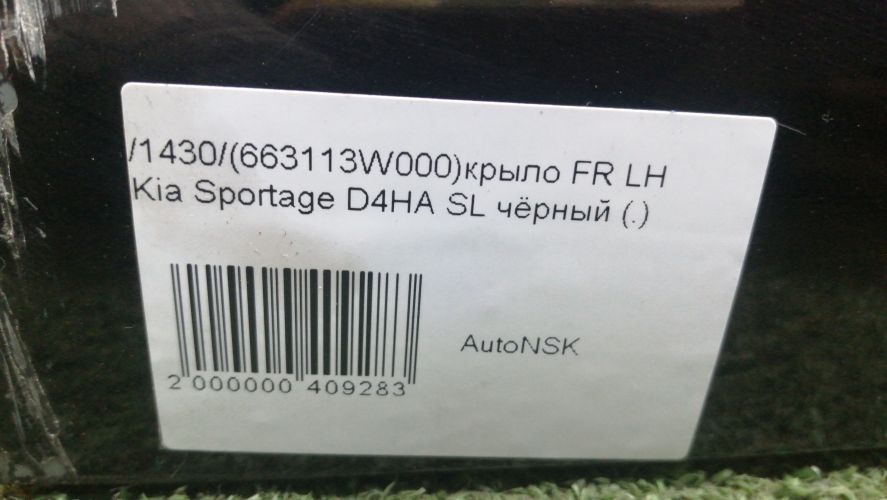 /1430/(663113W000)крыло FR LH
Kia Sportage D4HA SL чёрный (.)
AutoNSK
2 000000 409283